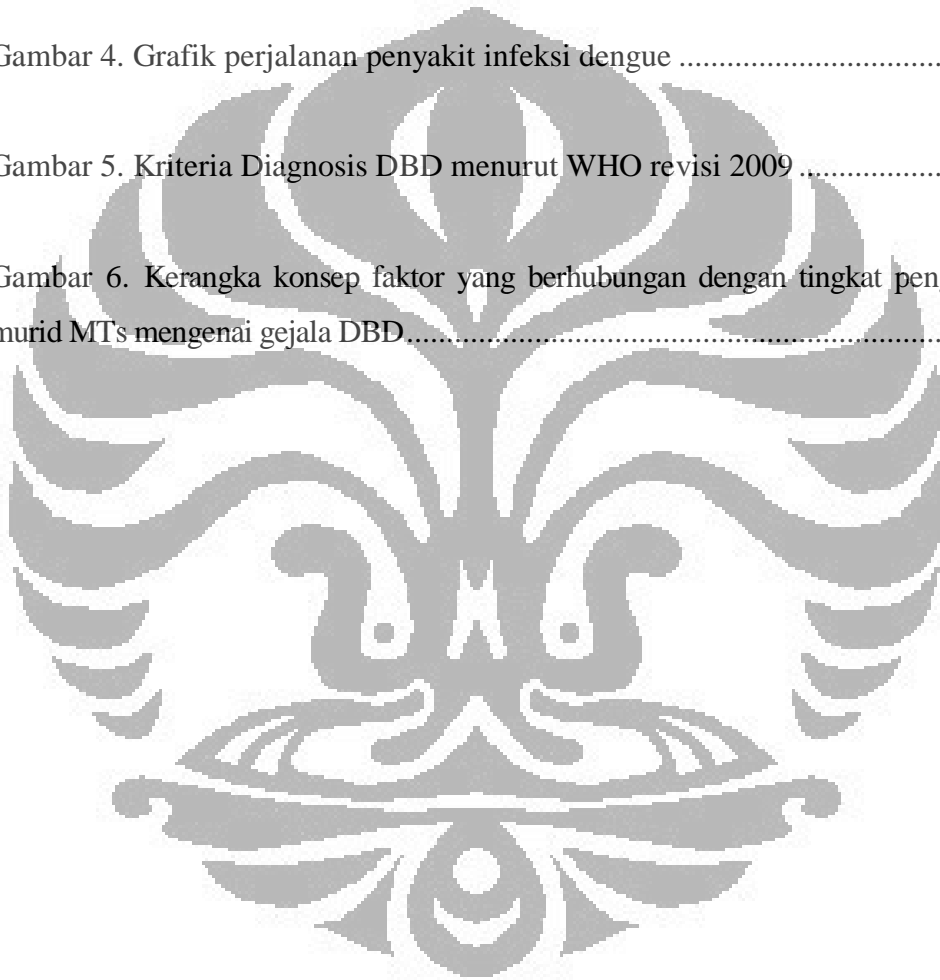 Gambar 4. Grafik perjalanan penyakit infeksi dengue .................................
Gambar 5. Kriteria Diagnosis DBD menurut WHO revisi 2009 .................
Gambar 6. Kerangka konsep faktor yang berhubungan dengan tingkat
murid MTs mengenai gejala DBD....................................................................